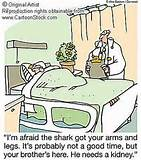 © Original Artist
Reproduction rights obtainable from
www.CartoonStock.com
"I'm afraid the shark got your arms and
legs. It's probably not a good time, but
your brother's here. He needs a kidney."